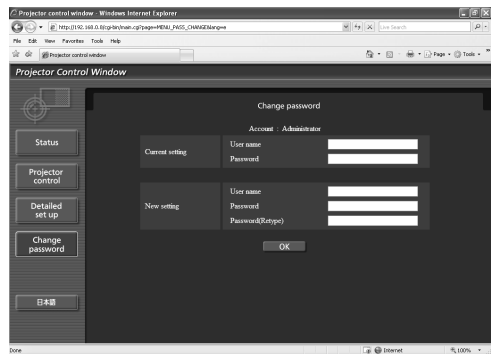 Projector control window - Windows Internet Explorer
http://192.168.0.8/cgi-bin/main.cgi?page=MENU_PASS_CHANGE&lang=e
Live Search
File Edit View Favorites Tools Help
Projector control window
Page Tools
Projector Control Window
Change password
Account : Administrator
Current setting
User name
Password
New setting
User name
Password
Password(Retype)
OK
Status
Projector
control
Detailed
set up
Change
password
日本語
Done
Internet
100%